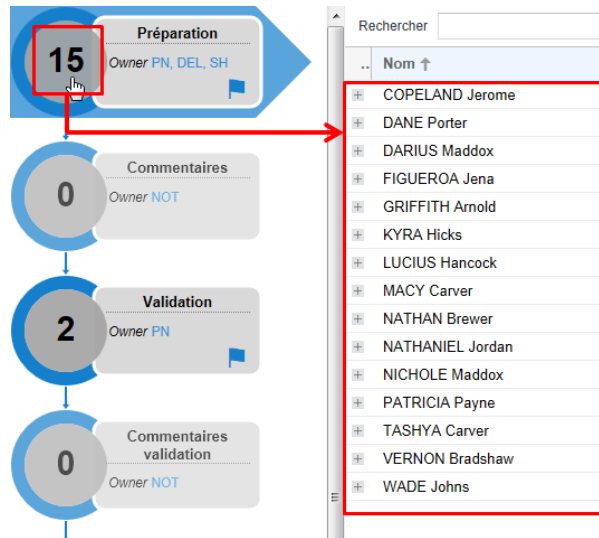 15
Préparation
Owner PN, DEL, SH
0
Commentaires
Owner NOT
2
Validation
Owner PN
0
Commentaires
validation
Owner NOT
Rechercher
.. Nom ↑
COPELAND Jerome
DANE Porter
DARIUS Maddox
FIGUEROA Jena
GRIFFITH Arnold
KYRA Hicks
LUCIUS Hancock
MACY Carver
NATHAN Brewer
NATHANIEL Jordan
NICHOLE Maddox
PATRICIA Payne
TASHYA Carver
VERNON Bradshaw
WADE Johns